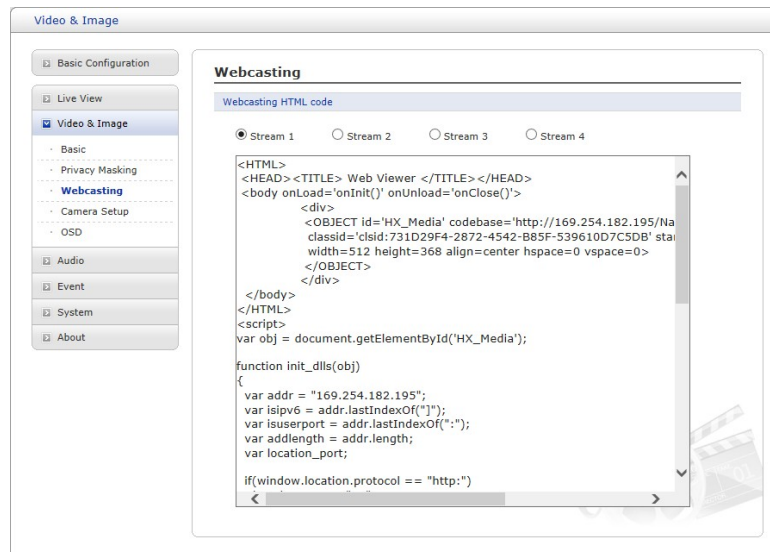 Video & Image
Basic Configuration
Live View
Video & Image
Basic
Privacy Masking
Webcasting
Camera Setup
OSD
Audio
Event
System
About
Webcasting
Webcasting HTML code
Stream 1 Stream 2 Stream 3 Stream 4
<HTML>
<HEAD><TITLE> Web Viewer </TITLE></HEAD>
<body onLoad='onInit()' onUnload='onClose()'>
<div>
<OBJECT id='HX_Media' codebase='http://169.254.182.195/Na
classid='clsid:731D29F4-2872-4542-B85F-539610D7C5DB' sta
width=512 height=368 align=center hspace=0 vspace=0>
</OBJECT>
</div>
</body>
</HTML>
<script>
var obj = document.getElementById('HX_Media');
function init_dlls(obj)
{
var addr = "169.254.182.195";
var isipv6 = addr.lastIndexOf("]");
var isuserport = addr.lastIndexOf(":");
var addlength = addr.length;
var location_port;
if(window.location.protocol == "http:")
01